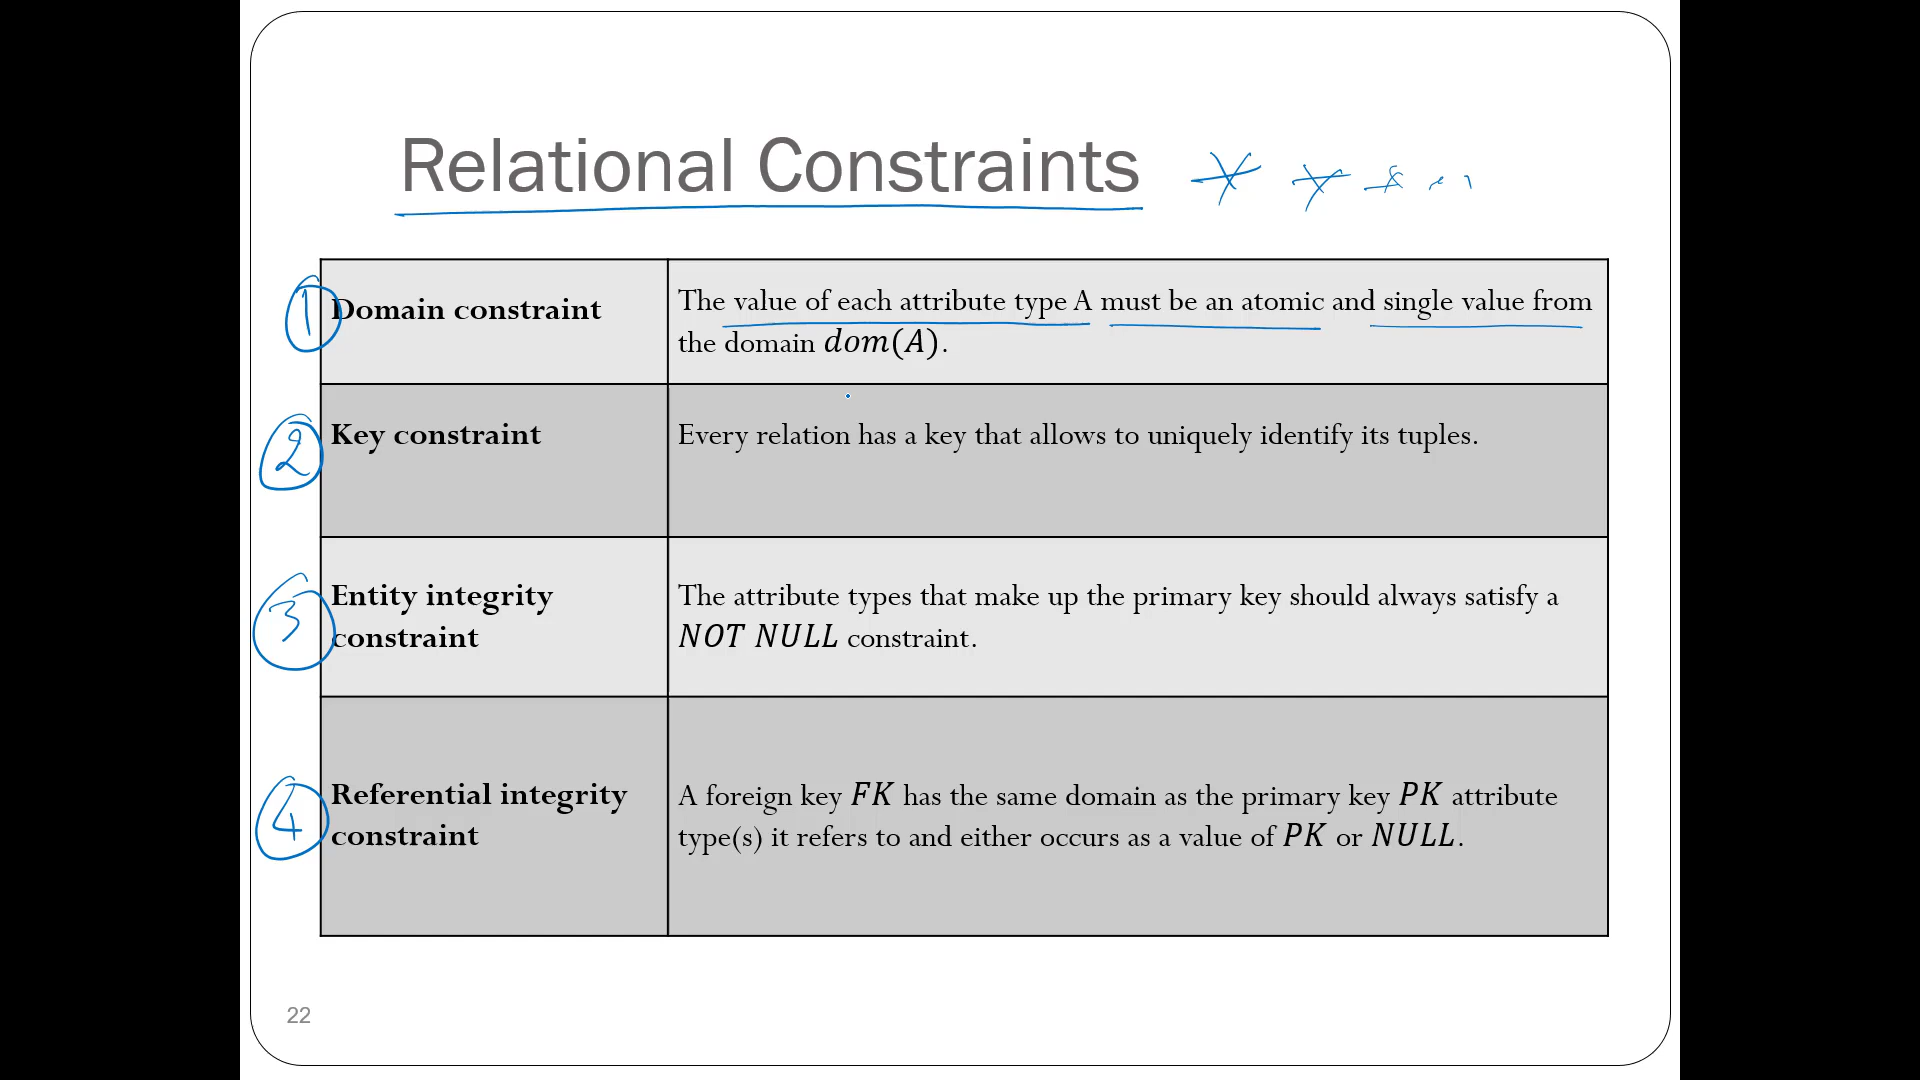 Relational Constraints
1
Domain constraint
The value of each attribute type A must be an atomic and single value from
the domain dom(A).
2
Key constraint
Every relation has a key that allows to uniquely identify its tuples.
3
Entity integrity
constraint
The attribute types that make up the primary key should always satisfy a
NOT NULL constraint.
4
Referential integrity
constraint
A foreign key FK has the same domain as the primary key PK attribute
type(s) it refers to and either occurs as a value of PK or NULL.
22